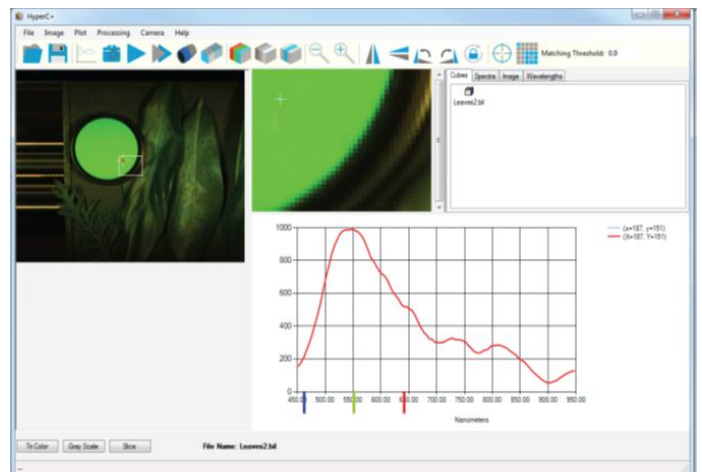 HyperC+
File Image Plot Processing Camera Help
Matching Threshold: 0.0
Cubes Spectra Image Wavelengths
Leaves2.bil
1000
800
600
400
200
0
(x=187, y=151)
(X=187, Y=151)
450.00 500.00 550.00 600.00 650.00 700.00 750.00 800.00 850.00 900.00 950.00
Nanometers
Tri Color Grey Scale Slice File Name: Leaves2.bil